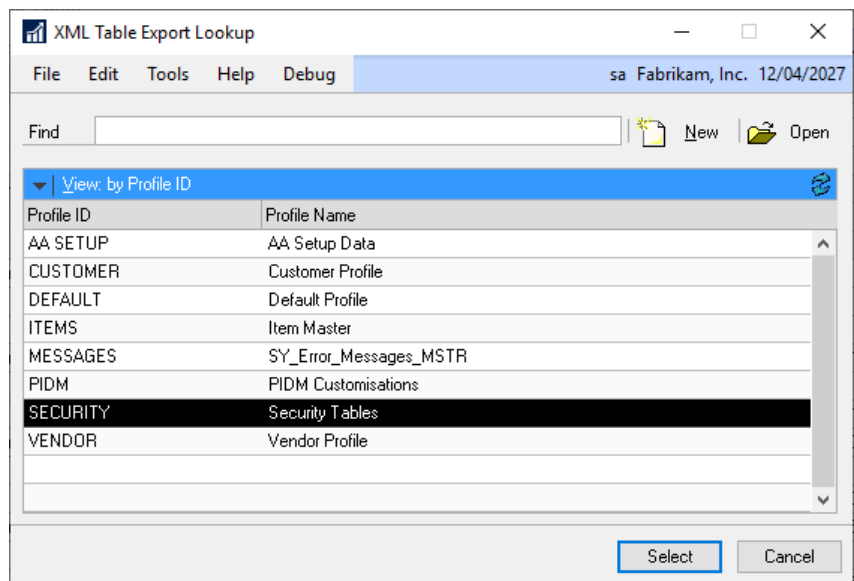 XML Table Export Lookup
File Edit Tools Help Debug sa Fabrikam, Inc. 12/04/2027
Find New Open
View: by Profile ID
Profile ID Profile Name
AA SETUP AA Setup Data
CUSTOMER Customer Profile
DEFAULT Default Profile
ITEMS Item Master
MESSAGES SY_Error_Messages_MSTR
PIDM PIDM Customisations
SECURITY Security Tables
VENDOR Vendor Profile
Select Cancel